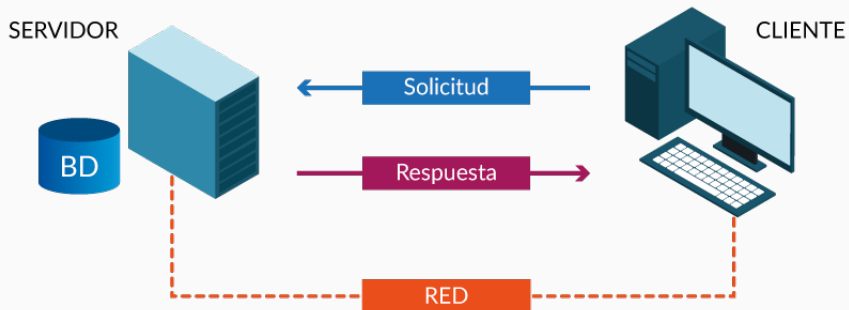 SERVIDOR
CLIENTE
Solicitud
BD
Respuesta
RED